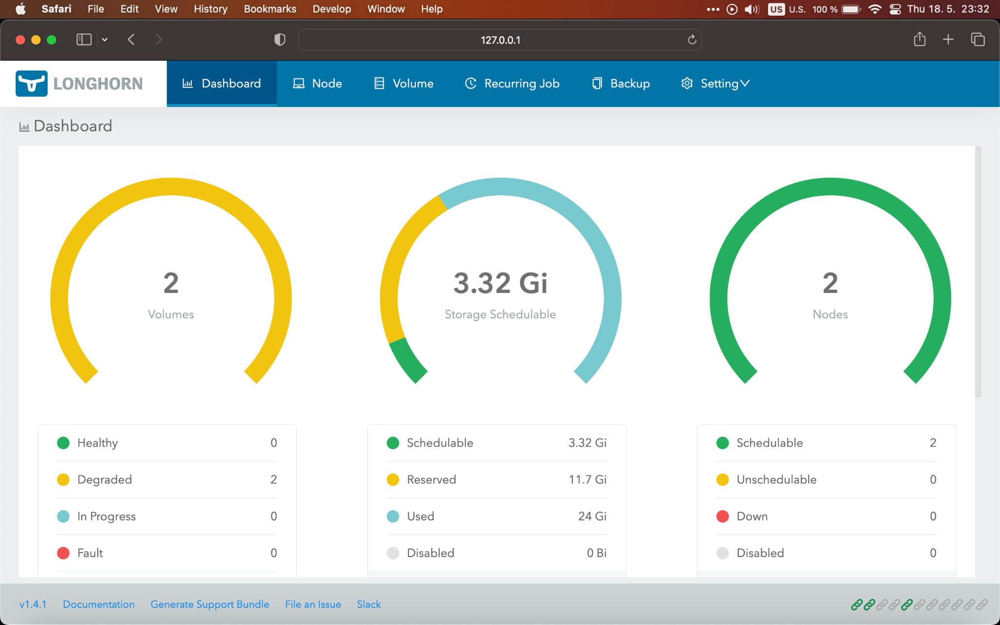 Safari File Edit View History Bookmarks Develop Window Help US U.S. 100 % Thu 18. 5. 23:32
127.0.0.1
LONGHORN Dashboard Node Volume Recurring Job Backup Setting
Dashboard
2
Volumes
3.32 Gi
Storage Schedulable
2
Nodes
Healthy 0
Degraded 2
In Progress 0
Fault 0
Schedulable 3.32 Gi
Reserved 11.7 Gi
Used 24 Gi
Disabled 0 Bi
Schedulable 2
Unschedulable 0
Down 0
Disabled 0
v1.4.1 Documentation Generate Support Bundle File an Issue Slack